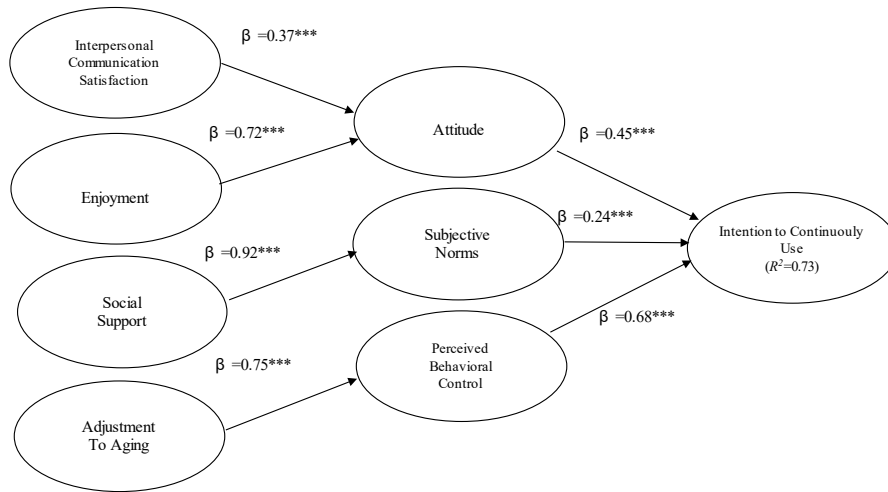 β =0.37***
Interpersonal
Communication
Satisfaction
β =0.72***
Attitude
β =0.45***
Enjoyment
β =0.24***
Subjective
Norms
Intention to Continuouly
Use
(R²=0.73)
β =0.92***
Social
Support
β =0.68***
Perceived
Behavioral
Control
β =0.75***
Adjustment
To Aging